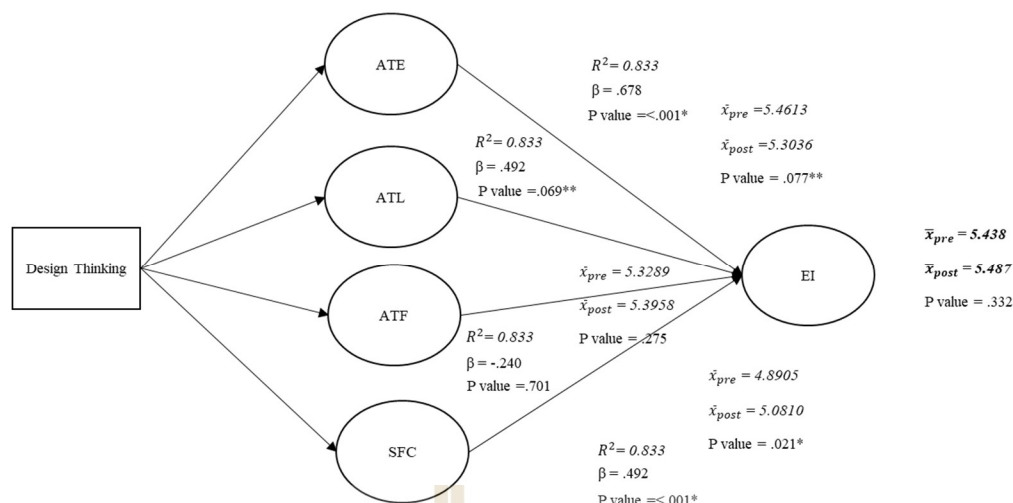 ATE
R² = 0.833
β = .678
P value =<.001*
x̄pre =5.4613
x̄post =5.3036
P value = .077**
R² = 0.833
β = .492
P value =.069**
ATL
Design Thinking
EI
x̄pre = 5.438
x̄post = 5.487
P value = .332
x̄pre = 5.3289
x̄post = 5.3958
P value =.275
ATF
R² = 0.833
β = -.240
P value =.701
x̄pre = 4.8905
x̄post = 5.0810
P value = .021*
SFC
R² = 0.833
β = .492
P value =<.001*